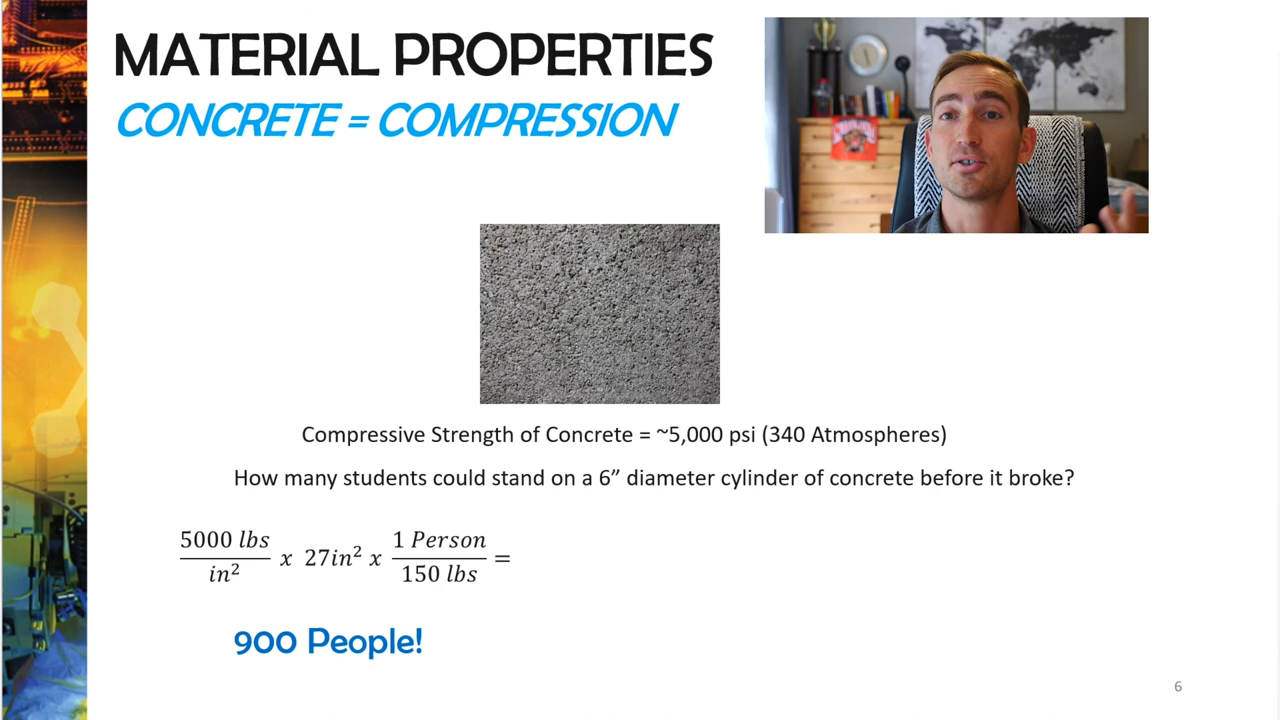 MATERIAL PROPERTIES
CONCRETE = COMPRESSION
Compressive Strength of Concrete = ~5,000 psi (340 Atmospheres)
How many students could stand on a 6” diameter cylinder of concrete before it broke?
5000 lbs / in² x 27in² x 1 Person / 150 lbs =
900 People!
6